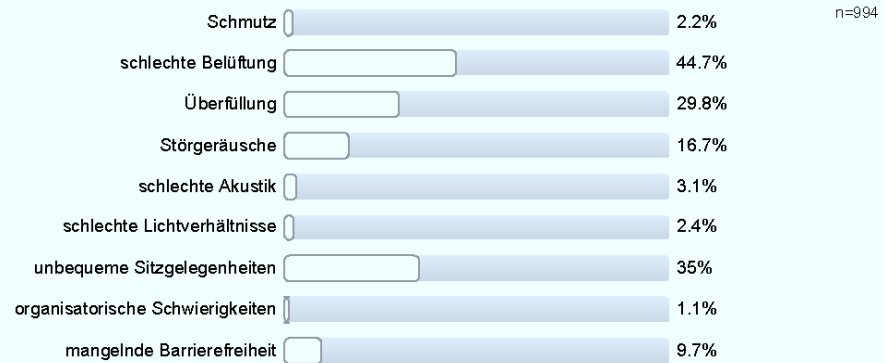 n=994
Schmutz 2.2%
schlechte Belüftung 44.7%
Überfüllung 29.8%
Störgeräusche 16.7%
schlechte Akustik 3.1%
schlechte Lichtverhältnisse 2.4%
unbequeme Sitzgelegenheiten 35%
organisatorische Schwierigkeiten 1.1%
mangelnde Barrierefreiheit 9.7%